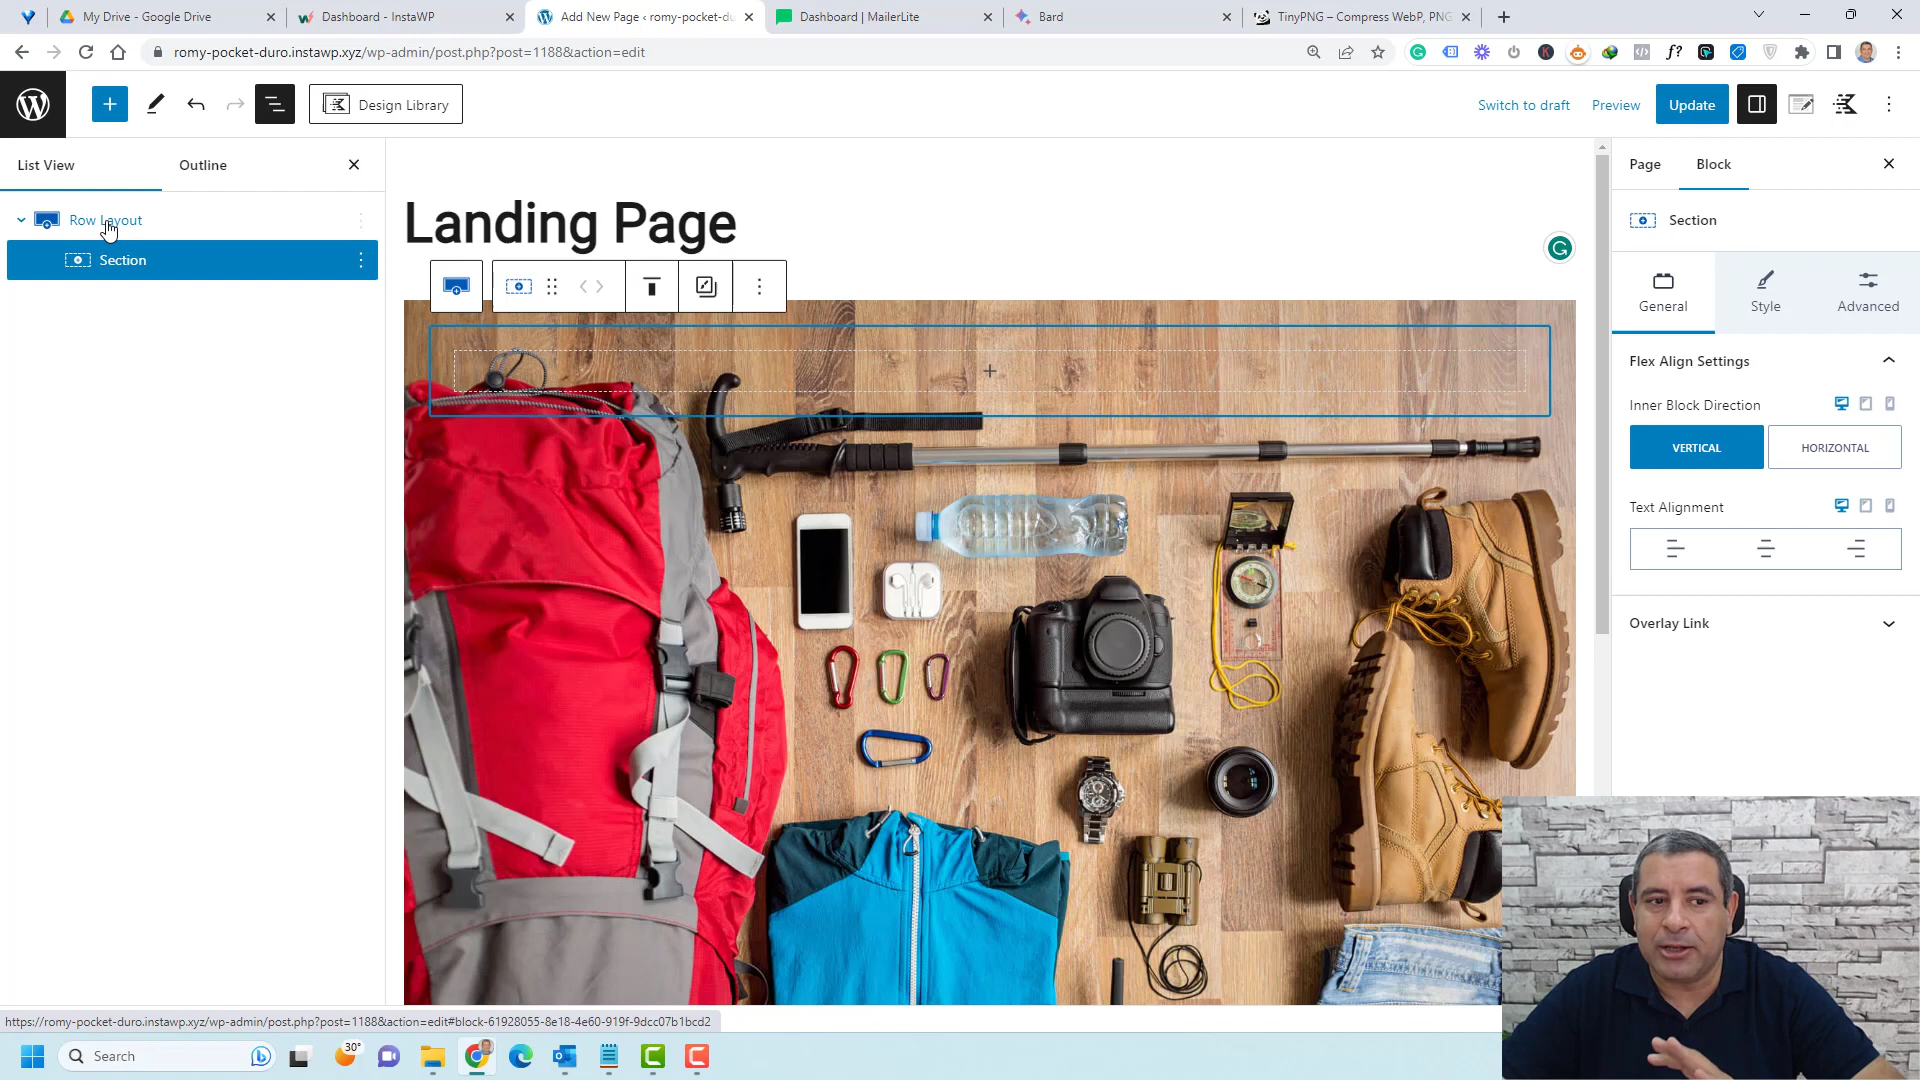 My Drive - Google Drive
Dashboard - InstaWP
Add New Page ‹ romy-pocket-du
Dashboard | MailerLite
Bard
TinyPNG – Compress WebP, PNG
romy-pocket-duro.instawp.xyz/wp-admin/post.php?post=1188&action=edit
Design Library
Switch to draft
Preview
Update
List View
Outline
Page
Block
Row Layout
Section
Landing Page
Section
General
Style
Advanced
Flex Align Settings
Inner Block Direction
VERTICAL
HORIZONTAL
Text Alignment
Overlay Link
https://romy-pocket-duro.instawp.xyz/wp-admin/post.php?post=1188&action=edit#block-61928055-8e18-4e60-919f-9dcc07b1bcd2
Search
30°